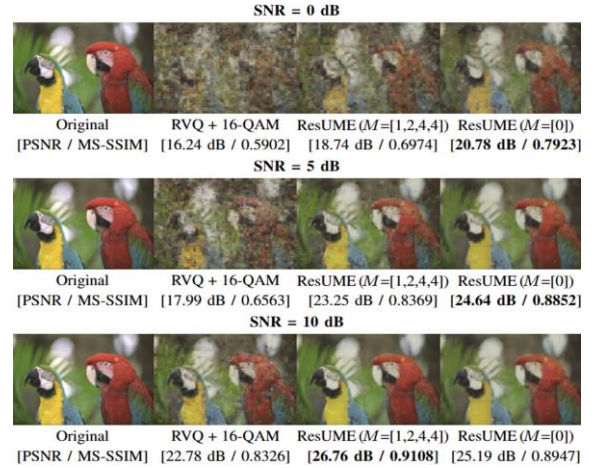 SNR = 0 dB
Original RVQ + 16-QAM ResUME (M=[1,2,4,4]) ResUME (M=[0])
[PSNR / MS-SSIM] [16.24 dB / 0.5902] [18.74 dB / 0.6974] [20.78 dB / 0.7923]
SNR = 5 dB
Original RVQ + 16-QAM ResUME (M=[1,2,4,4]) ResUME (M=[0])
[PSNR / MS-SSIM] [17.99 dB / 0.6563] [23.25 dB / 0.8369] [24.64 dB / 0.8852]
SNR = 10 dB
Original RVQ + 16-QAM ResUME (M=[1,2,4,4]) ResUME (M=[0])
[PSNR / MS-SSIM] [22.78 dB / 0.8326] [26.76 dB / 0.9108] [25.19 dB / 0.8947]